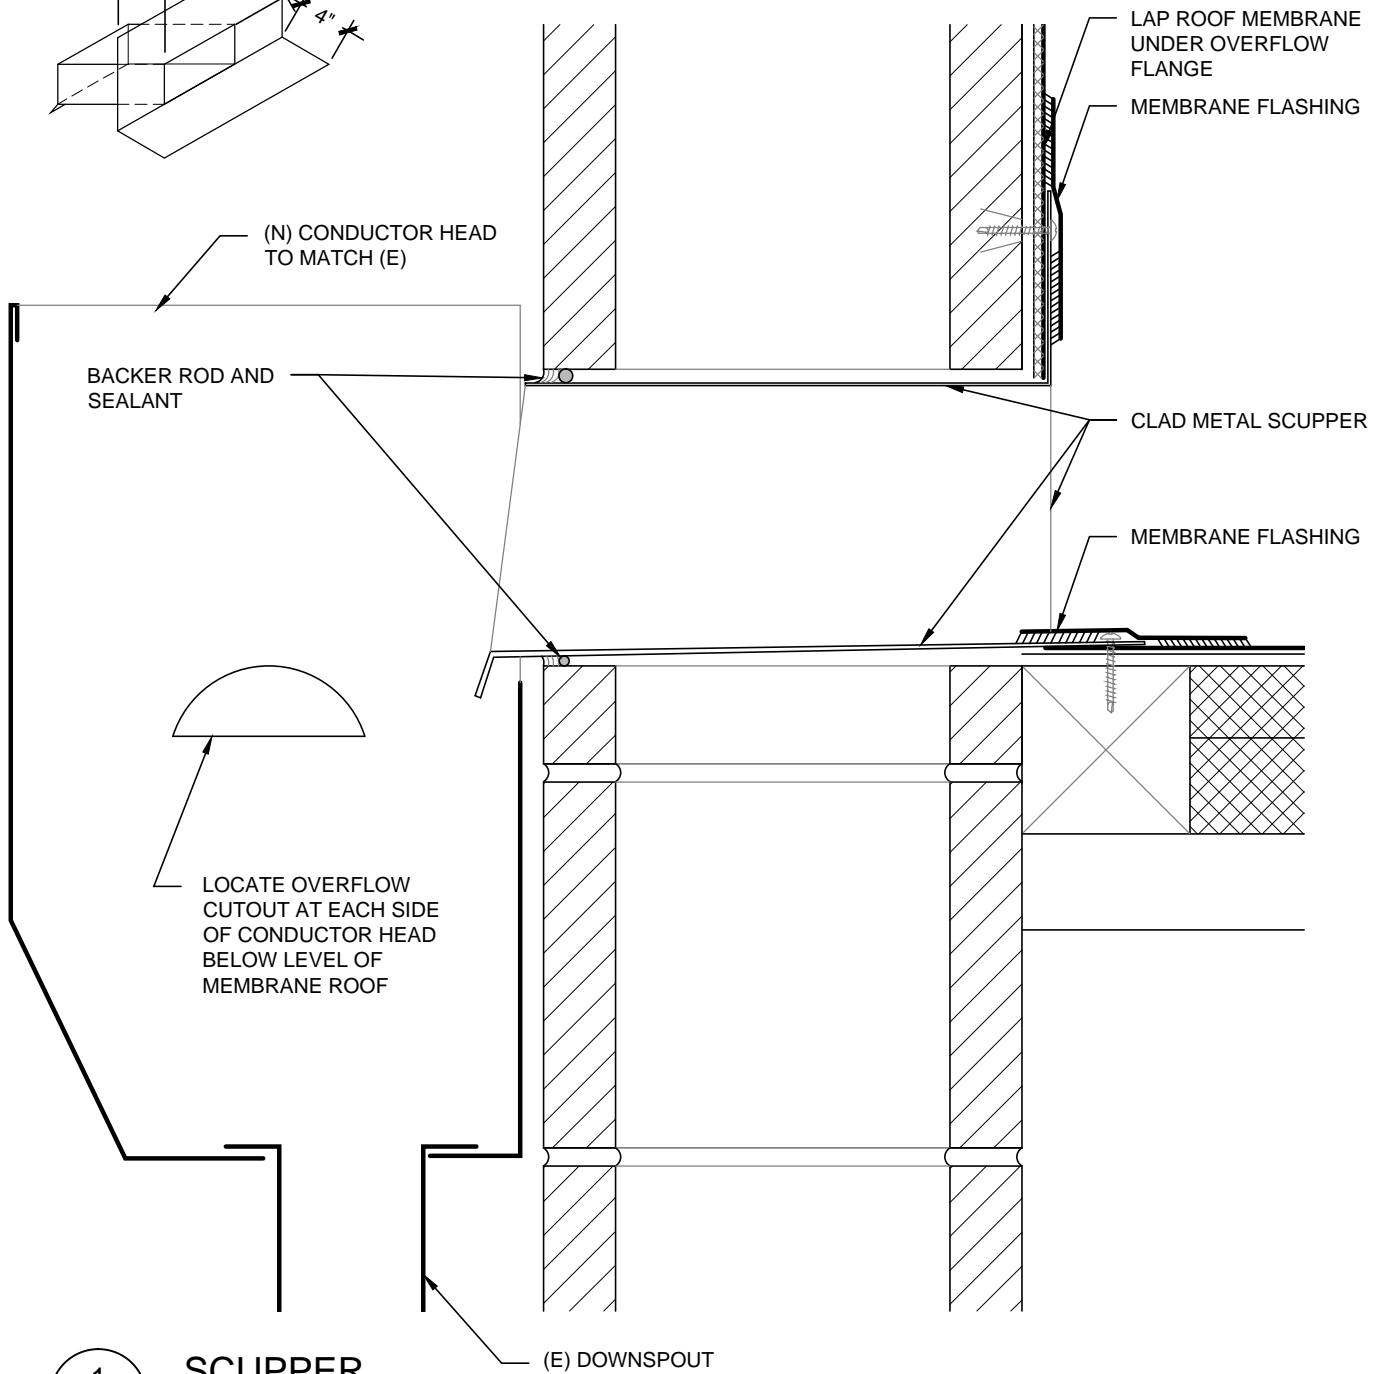 4"
LAP ROOF MEMBRANE
UNDER OVERFLOW
FLANGE
MEMBRANE FLASHING
(N) CONDUCTOR HEAD
TO MATCH (E)
BACKER ROD AND
SEALANT
CLAD METAL SCUPPER
MEMBRANE FLASHING
LOCATE OVERFLOW
CUTOUT AT EACH SIDE
OF CONDUCTOR HEAD
BELOW LEVEL OF
MEMBRANE ROOF
(E) DOWNSPOUT
1
SCUPPER